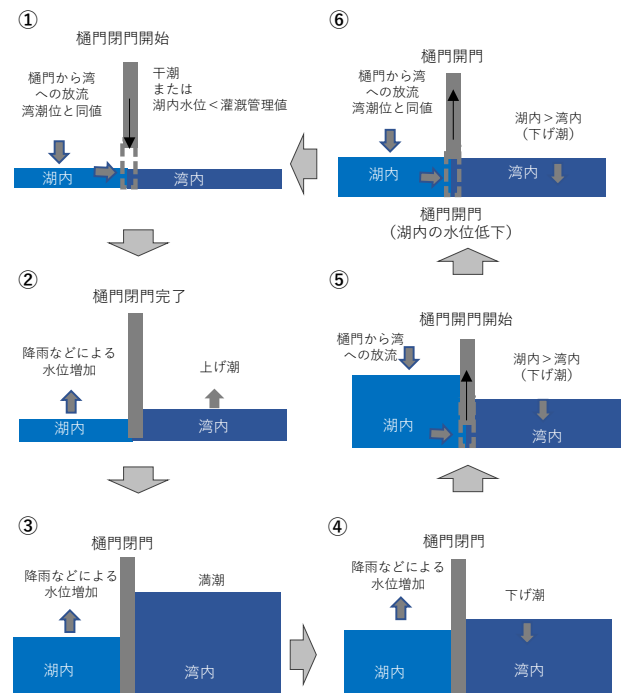 ①
樋門閉門開始
樋門から湾
への放流
湾潮位と同値
干潮
または
湖内水位<灌漑管理値
湖内
湾内
②
樋門閉門完了
降雨などによる
水位増加
上げ潮
湖内
湾内
③
樋門閉門
降雨などによる
水位増加
満潮
湖内
湾内
④
樋門閉門
降雨などによる
水位増加
下げ潮
湖内
湾内
⑤
樋門開門開始
樋門から湾
への放流
湖内>湾内
(下げ潮)
湖内
湾内
⑥
樋門開門
樋門から湾
への放流
湾潮位と同値
湖内>湾内
(下げ潮)
湖内
湾内
樋門開門
(湖内の水位低下)